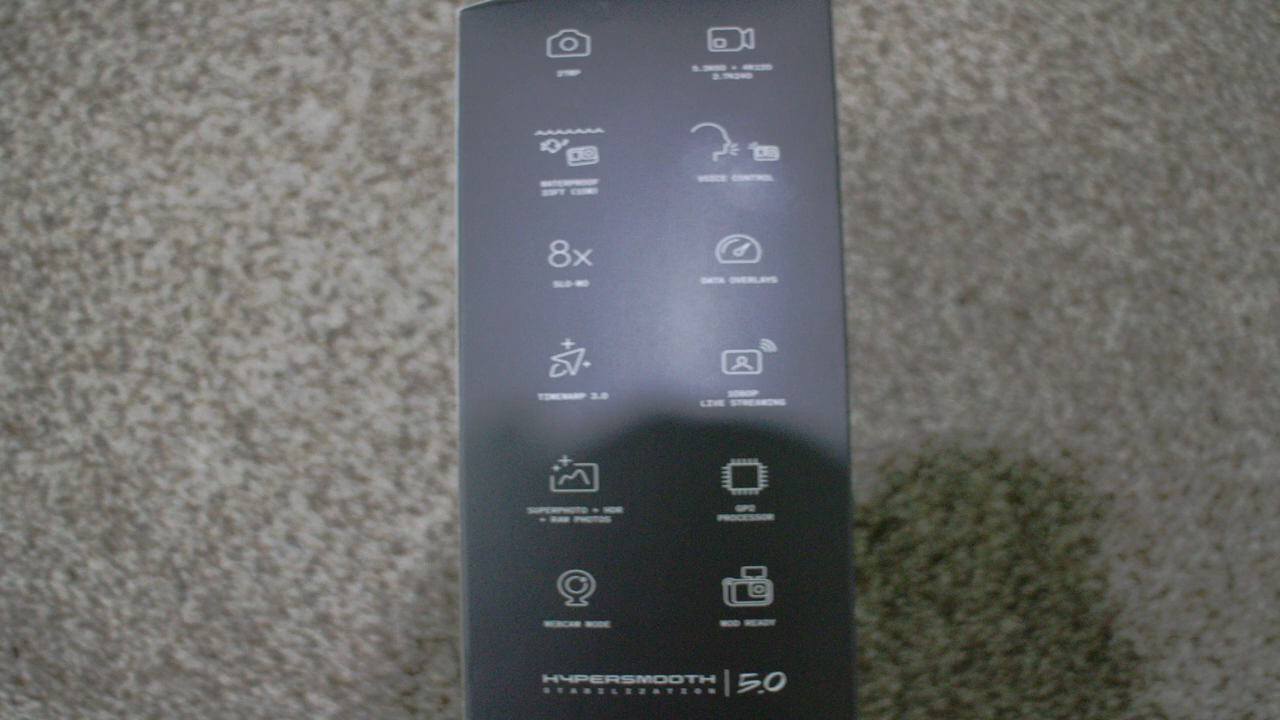 27MP
5.3K60 + 4K120
2.7K240
WATERPROOF
33FT (10M)
VOICE CONTROL
8x
SLO-MO
DATA OVERLAYS
TIMEWARP 3.0
1080P
LIVE STREAMING
SUPERPHOTO + HDR
+ RAW PHOTOS
GP2
PROCESSOR
WEBCAM MODE
MOD READY
HYPERSMOOTH
STABILIZATION
5.0